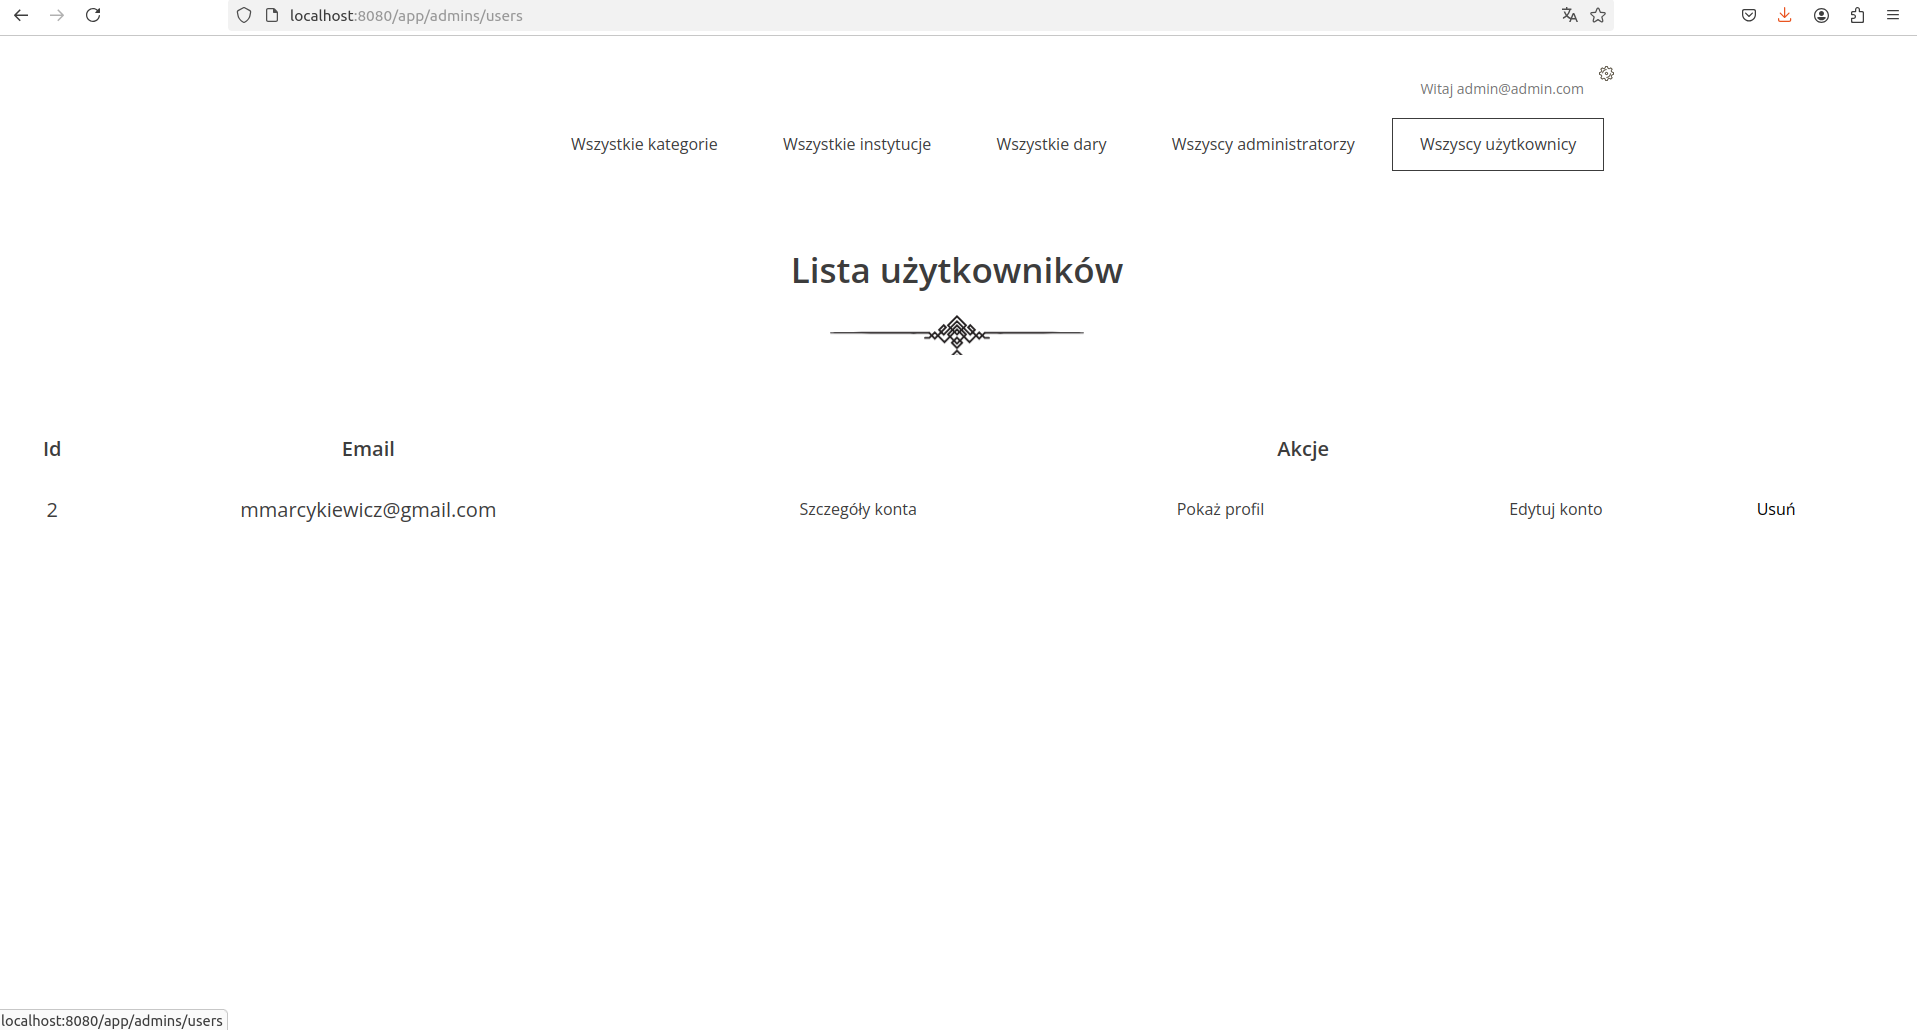 localhost:8080/app/admins/users
Witaj admin@admin.com
Wszystkie kategorie Wszystkie instytucje Wszystkie dary Wszyscy administratorzy Wszyscy użytkownicy
Lista użytkowników
Id Email Akcje
2 mmarcykiewicz@gmail.com Szczegóły konta Pokaż profil Edytuj konto Usuń
localhost:8080/app/admins/users